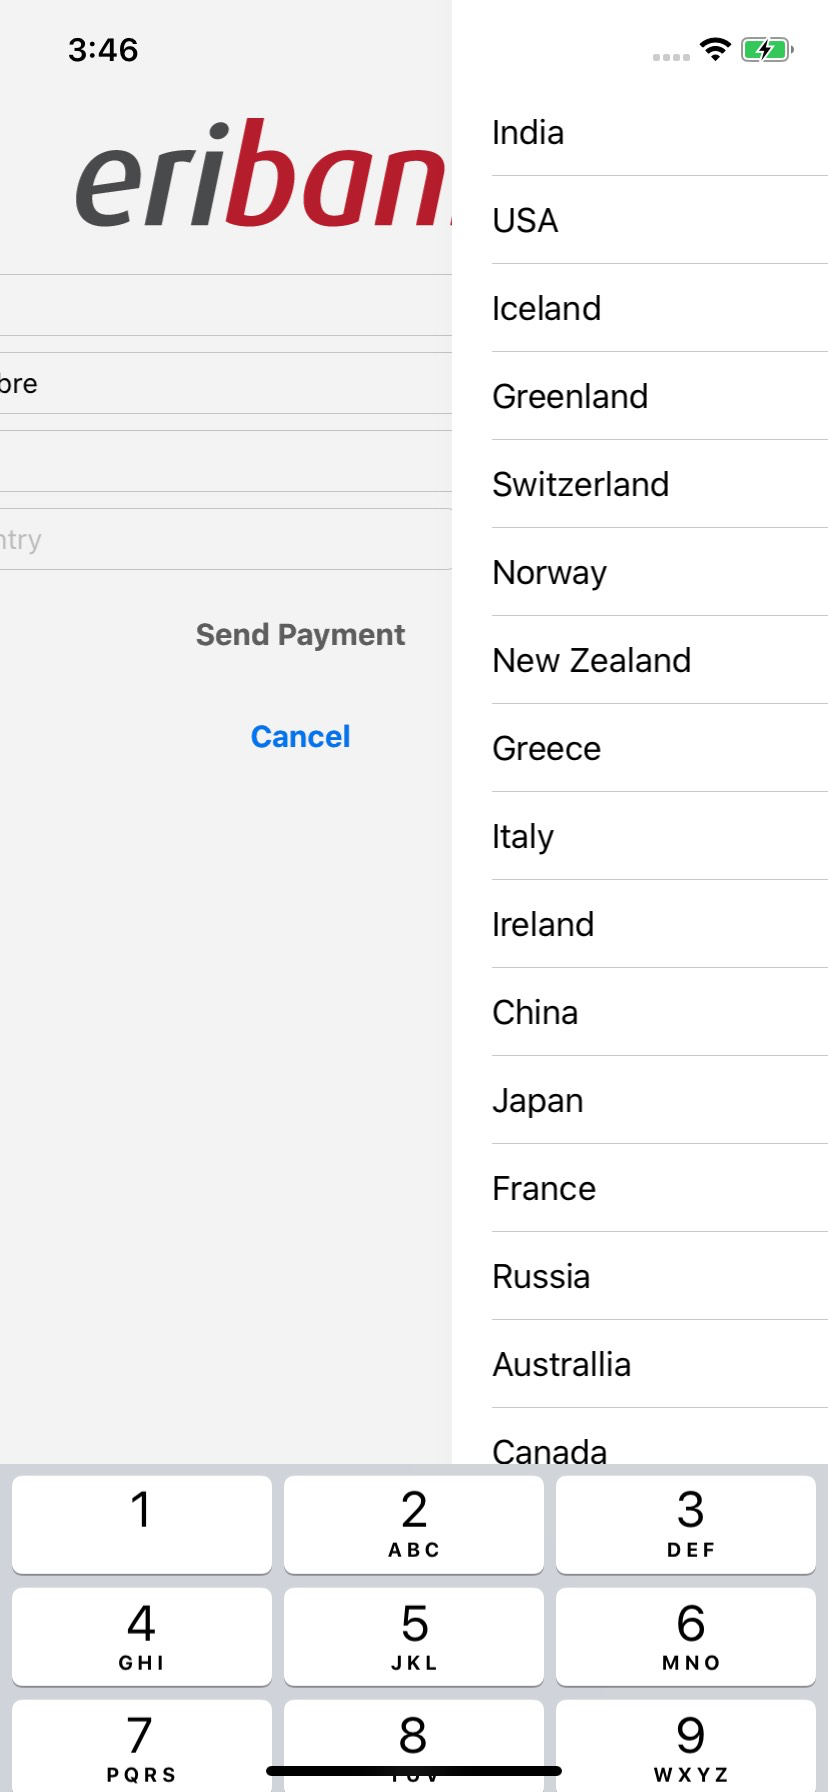 3:46
eriban
bre
ntry
Send Payment
Cancel
India
USA
Iceland
Greenland
Switzerland
Norway
New Zealand
Greece
Italy
Ireland
China
Japan
France
Russia
Australlia
Canada
1
2
3
ABC
DEF
4
5
6
GHI
JKL
MNO
7
8
9
PQRS
TUV
WXYZ